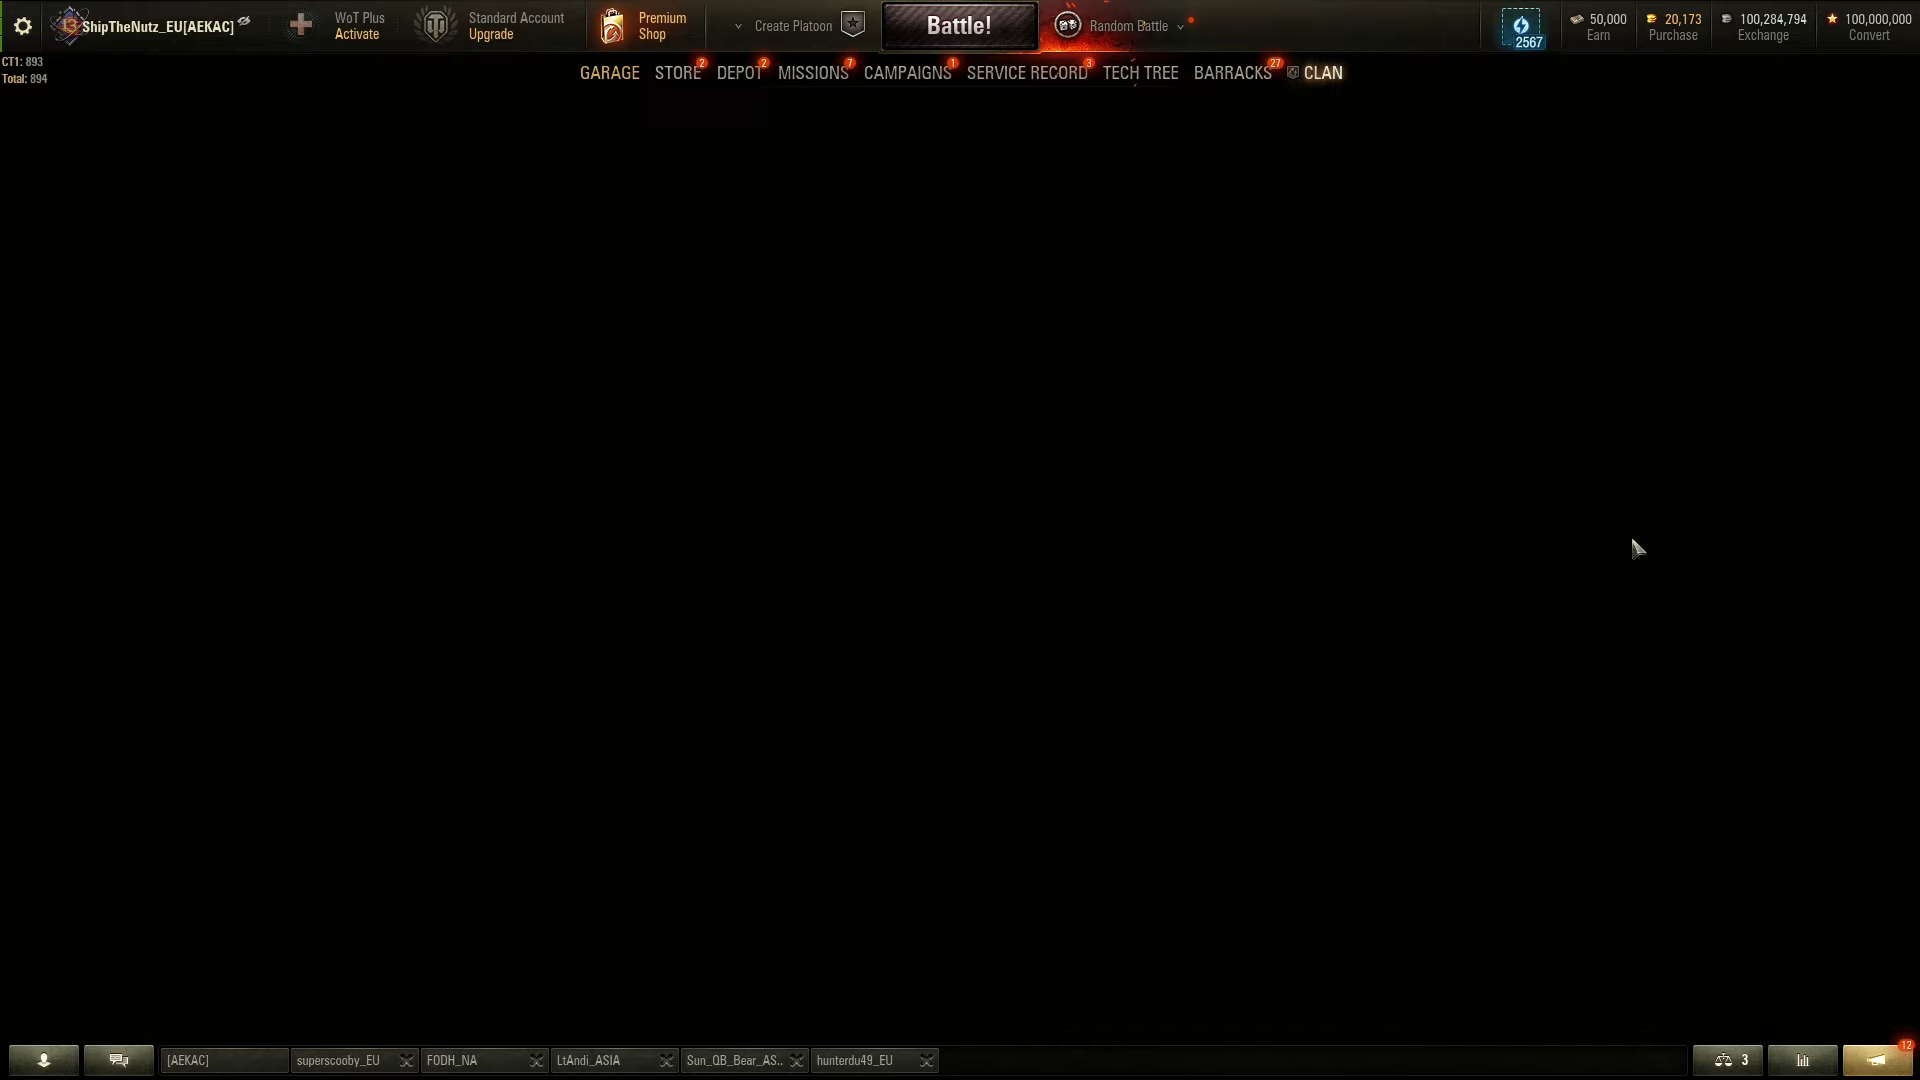 ShipTheNutz_EU[AEKAC]
WoT Plus
Activate
Standard Account
Upgrade
Premium
Shop
Create Platoon
Battle!
Random Battle
2567
50,000
Earn
20,173
Purchase
100,284,794
Exchange
100,000,000
Convert
CT1: 893
Total: 894
GARAGE
STORE 2
DEPOT 2
MISSIONS 7
CAMPAIGNS 1
SERVICE RECORD 3
TECH TREE
BARRACKS 27
CLAN
[AEKAC]
superscooby_EU
FODH_NA
LtAndi_ASIA
Sun_QB_Bear_AS..
hunterdu49_EU
3
12